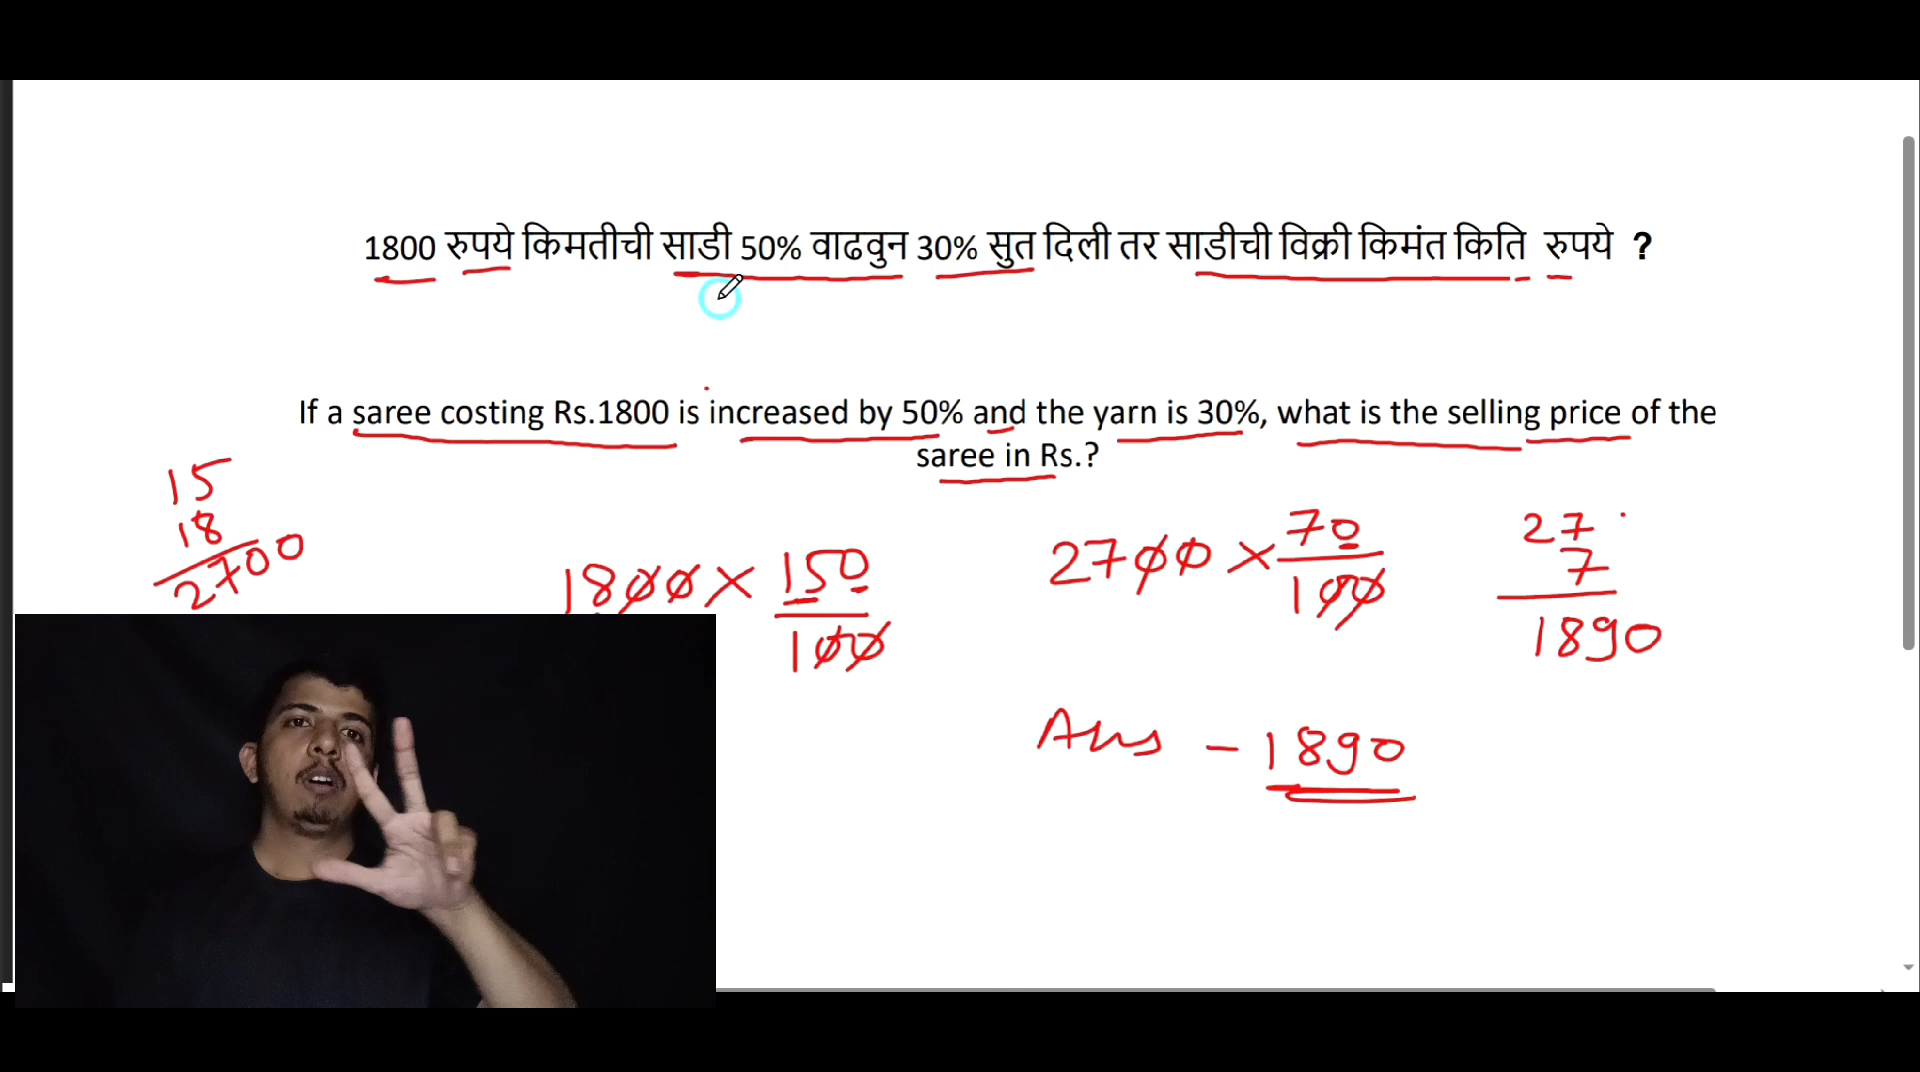 1800 रुपये किमतीची साडी 50% वाढवुन 30% सुत दिली तर साडीची विक्री किमंत किति रुपये ?
If a saree costing Rs.1800 is increased by 50% and the yarn is 30%, what is the selling price of the
saree in Rs.?
15
18
2700
1800 × 150
100
2700 × 70
100
27
7
1890
Ans - 1890